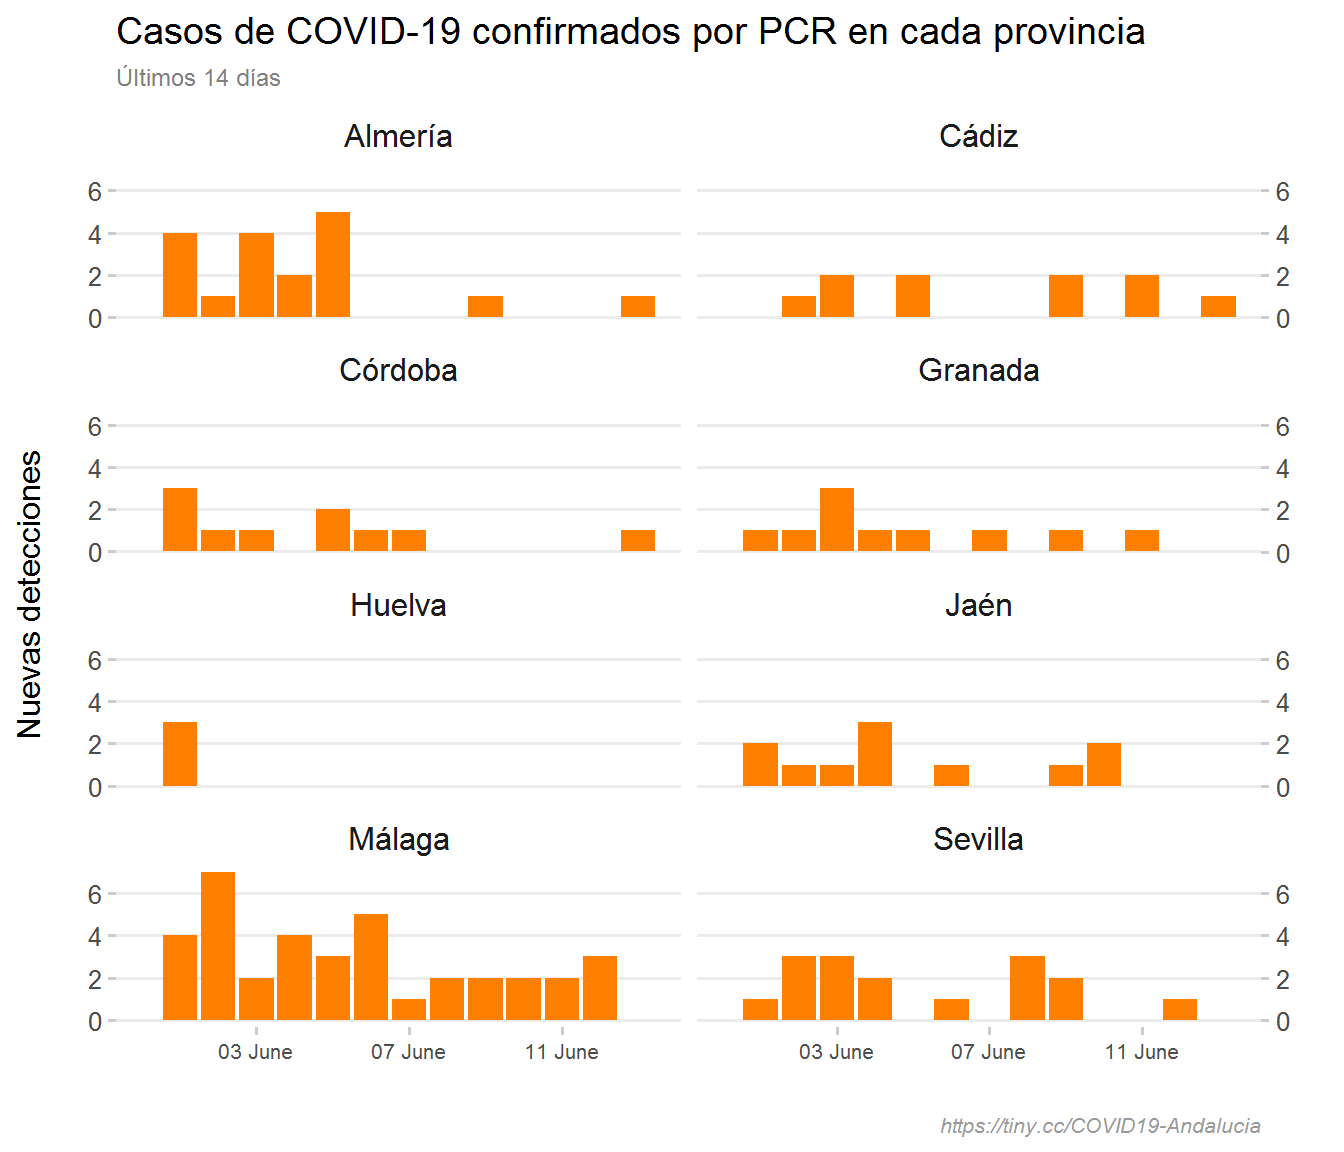 Casos de COVID-19 confirmados por PCR en cada provincia
Últimos 14 días
Almería
Cádiz
6
4
2
0
6
4
2
0
Córdoba
Granada
6
4
2
0
6
4
2
0
Nuevas detecciones
Huelva
Jaén
6
4
2
0
6
4
2
0
Málaga
Sevilla
6
4
2
0
6
4
2
0
03 June 07 June 11 June
03 June 07 June 11 June
https://tiny.cc/COVID19-Andalucia